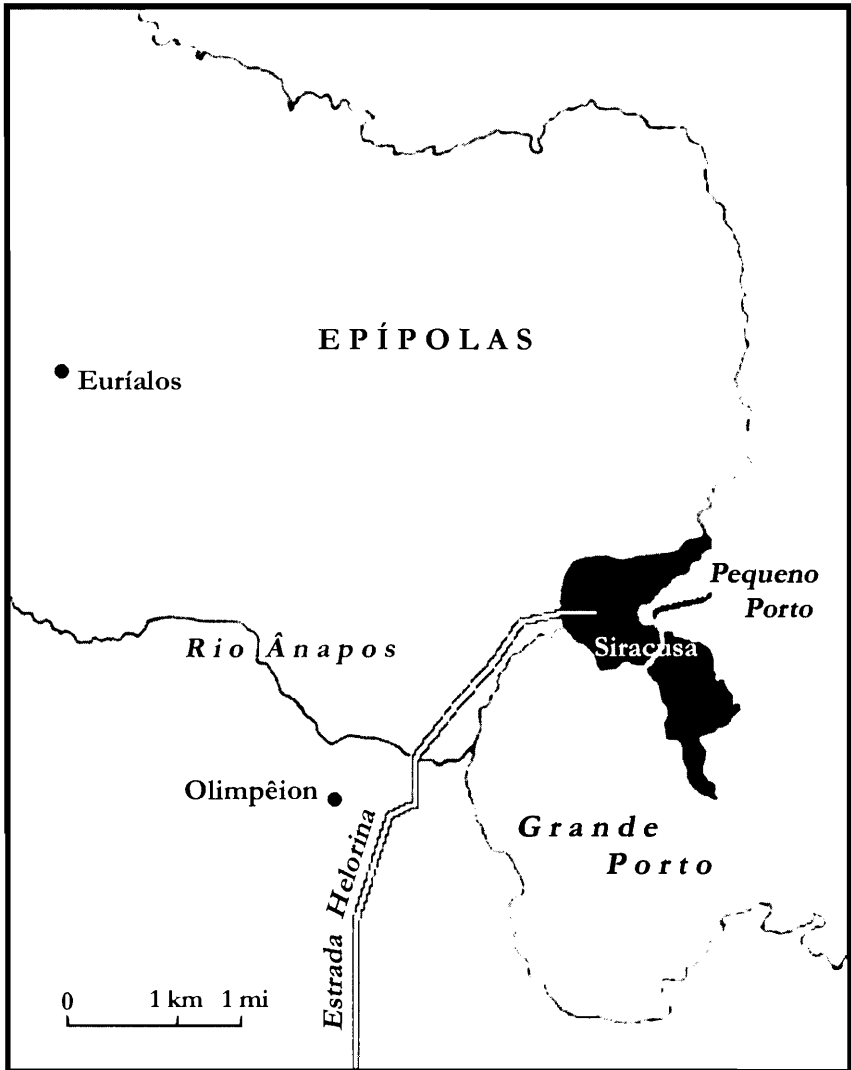 EPÍPOLAS
Euríalos
Pequeno
Porto
Rio Ânapos
Siracusa
Olimpêion
Grande
Porto
Estrada Helorina
0 1 km 1 mi